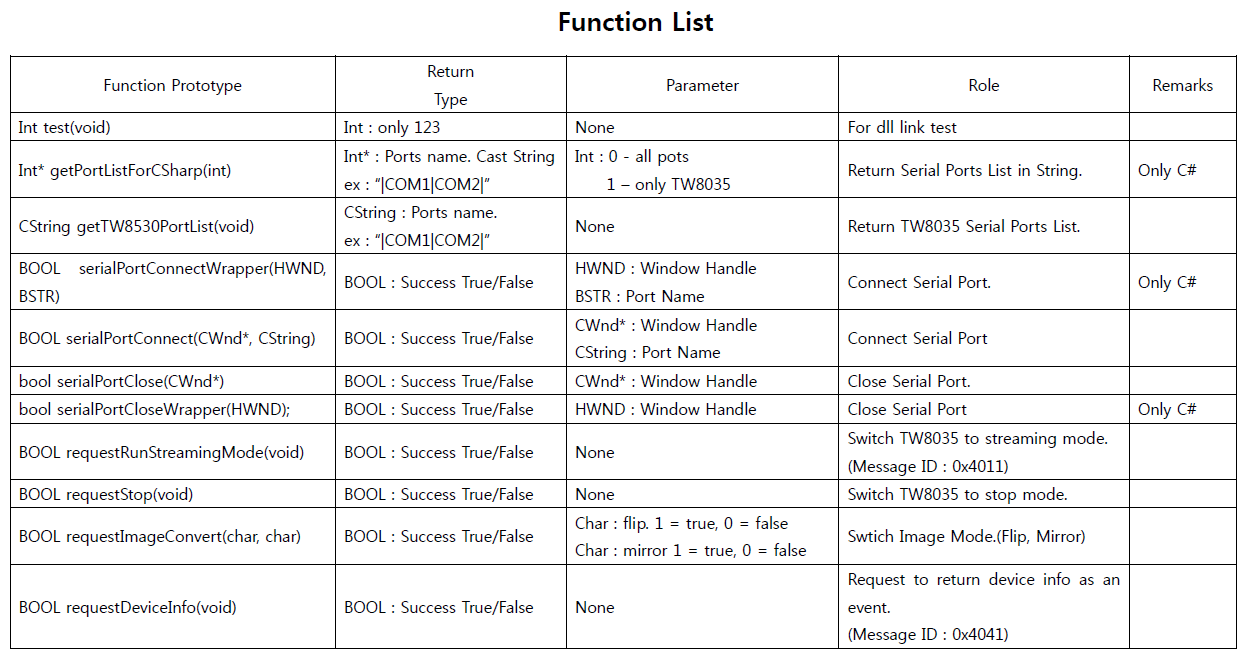 Function List
Function Prototype
Return
Type
Parameter
Role
Remarks
Int test(void)
Int : only 123
None
For dll link test
Int* getPortListForCSharp(int)
Int* : Ports name. Cast String
ex : “|COM1|COM2|”
Int : 0 - all pots
1 – only TW8035
Return Serial Ports List in String.
Only C#
CString getTW8530PortList(void)
CString : Ports name.
ex : “|COM1|COM2|”
None
Return TW8035 Serial Ports List.
BOOL serialPortConnectWrapper(HWND,
BSTR)
BOOL : Success True/False
HWND : Window Handle
BSTR : Port Name
Connect Serial Port.
Only C#
BOOL serialPortConnect(CWnd*, CString)
BOOL : Success True/False
CWnd* : Window Handle
CString : Port Name
Connect Serial Port
bool serialPortClose(CWnd*)
BOOL : Success True/False
CWnd* : Window Handle
Close Serial Port.
bool serialPortCloseWrapper(HWND);
BOOL : Success True/False
HWND : Window Handle
Close Serial Port
Only C#
BOOL requestRunStreamingMode(void)
BOOL : Success True/False
None
Switch TW8035 to streaming mode.
(Message ID : 0x4011)
BOOL requestStop(void)
BOOL : Success True/False
None
Switch TW8035 to stop mode.
BOOL requestImageConvert(char, char)
BOOL : Success True/False
Char : flip. 1 = true, 0 = false
Char : mirror 1 = true, 0 = false
Swtich Image Mode.(Flip, Mirror)
BOOL requestDeviceInfo(void)
BOOL : Success True/False
None
Request to return device info as an
event.
(Message ID : 0x4041)